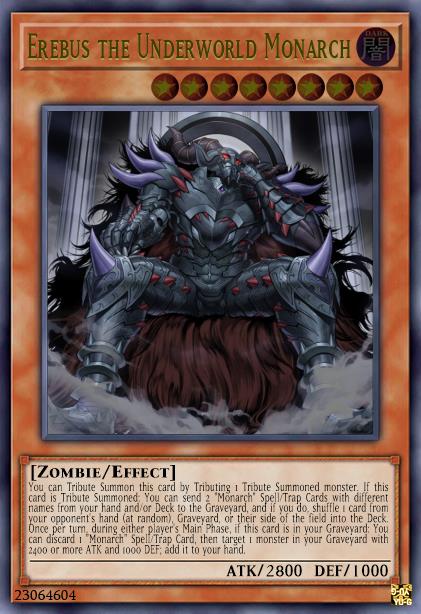 Erebus the Underworld Monarch
DARK
闇
[Zombie/Effect]
You can Tribute Summon this card by Tributing 1 Tribute Summoned monster. If this
card is Tribute Summoned: You can send 2 "Monarch" Spell/Trap Cards with different
names from your hand and/or Deck to the Graveyard, and if you do, shuffle 1 card from
your opponent's hand (at random), Graveyard, or their side of the field into the Deck.
Once per turn, during either player's Main Phase, if this card is in your Graveyard: You
can discard 1 "Monarch" Spell/Trap Card, then target 1 monster in your Graveyard with
2400 or more ATK and 1000 DEF; add it to your hand.
ATK/2800 DEF/1000
23064604